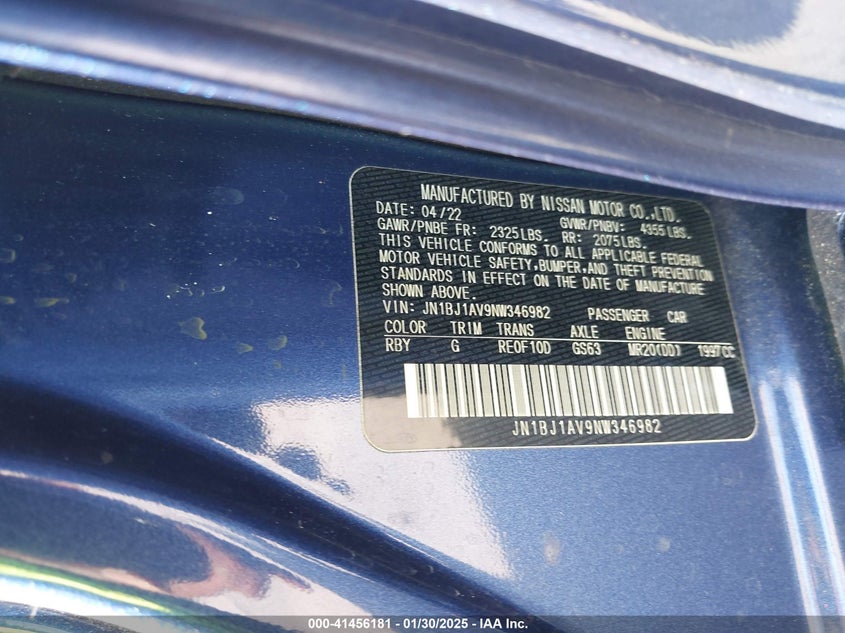 MANUFACTURED BY NISSAN MOTOR CO.,LTD.
DATE: 04/22 GVWR/PNBV: 4355 LBS.
GAWR/PNBE FR: 2325LBS. RR: 2075LBS.
THIS VEHICLE CONFORMS TO ALL APPLICABLE FEDERAL
MOTOR VEHICLE SAFETY,BUMPER,AND THEFT PREVENTION
STANDARDS IN EFFECT ON THE DATE OF MANUFACTURE
SHOWN ABOVE.
VIN: JN1BJ1AV9NW346982 PASSENGER CAR
COLOR TRIM TRANS AXLE ENGINE
RBY G RE0F10D GS63 MR20(DD) 1997CC
JN1BJ1AV9NW346982
000-41456181 - 01/30/2025 - IAA Inc.